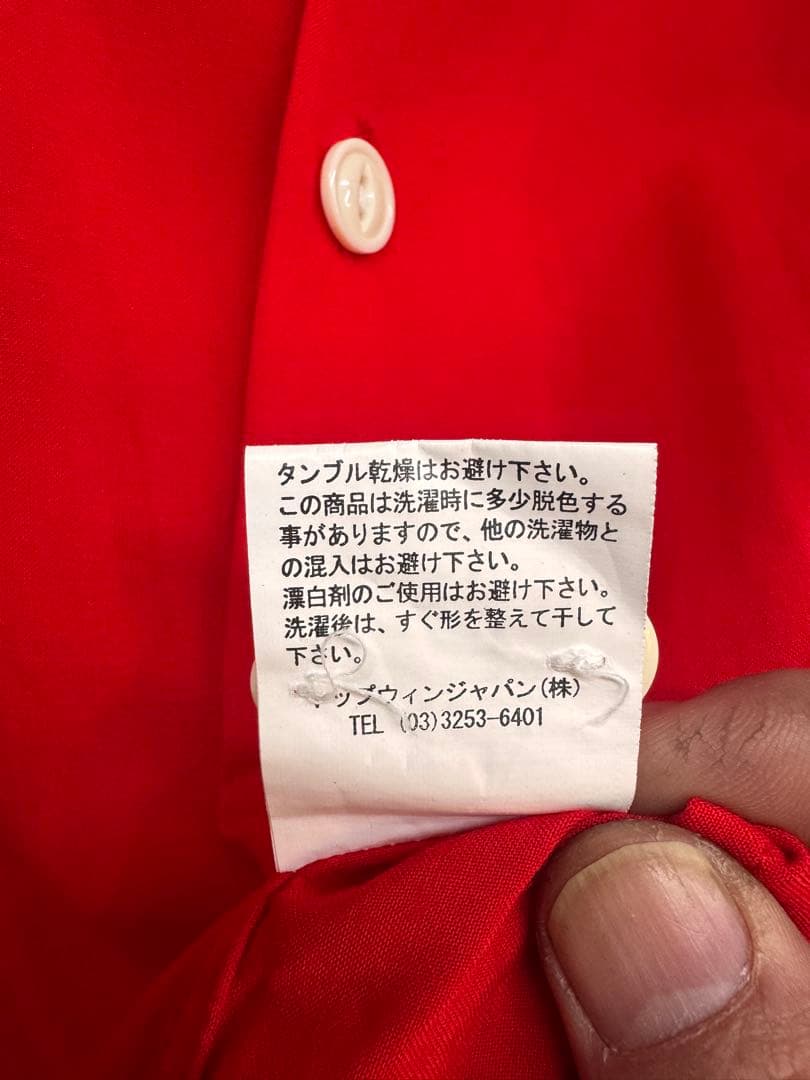 タンブル乾燥はお避け下さい。
この商品は洗濯時に多少脱色する
事がありますので、他の洗濯物と
の混入はお避け下さい。
漂白剤のご使用はお避け下さい。
洗濯後は、すぐ形を整えて干して
下さい。
トップウィンジャパン(株)
TEL (03)3253-6401